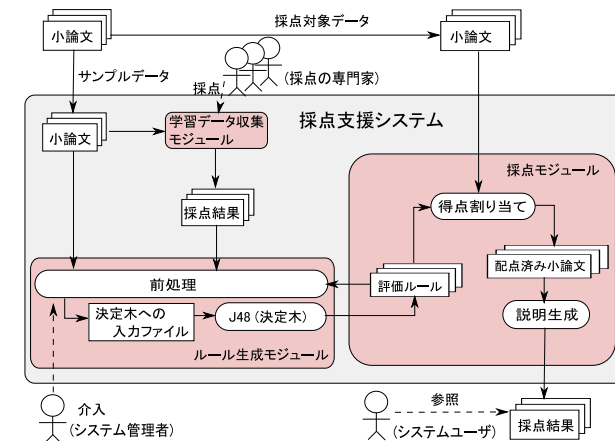 採点対象データ
小論文
小論文
サンプルデータ
採点
(採点の専門家)
小論文
学習データ収集
モジュール
採点支援システム
採点モジュール
採点結果
得点割り当て
前処理
評価ルール
配点済み小論文
決定木への
入力ファイル
J48(決定木)
説明生成
ルール生成モジュール
介入
(システム管理者)
参照
(システムユーザ)
採点結果